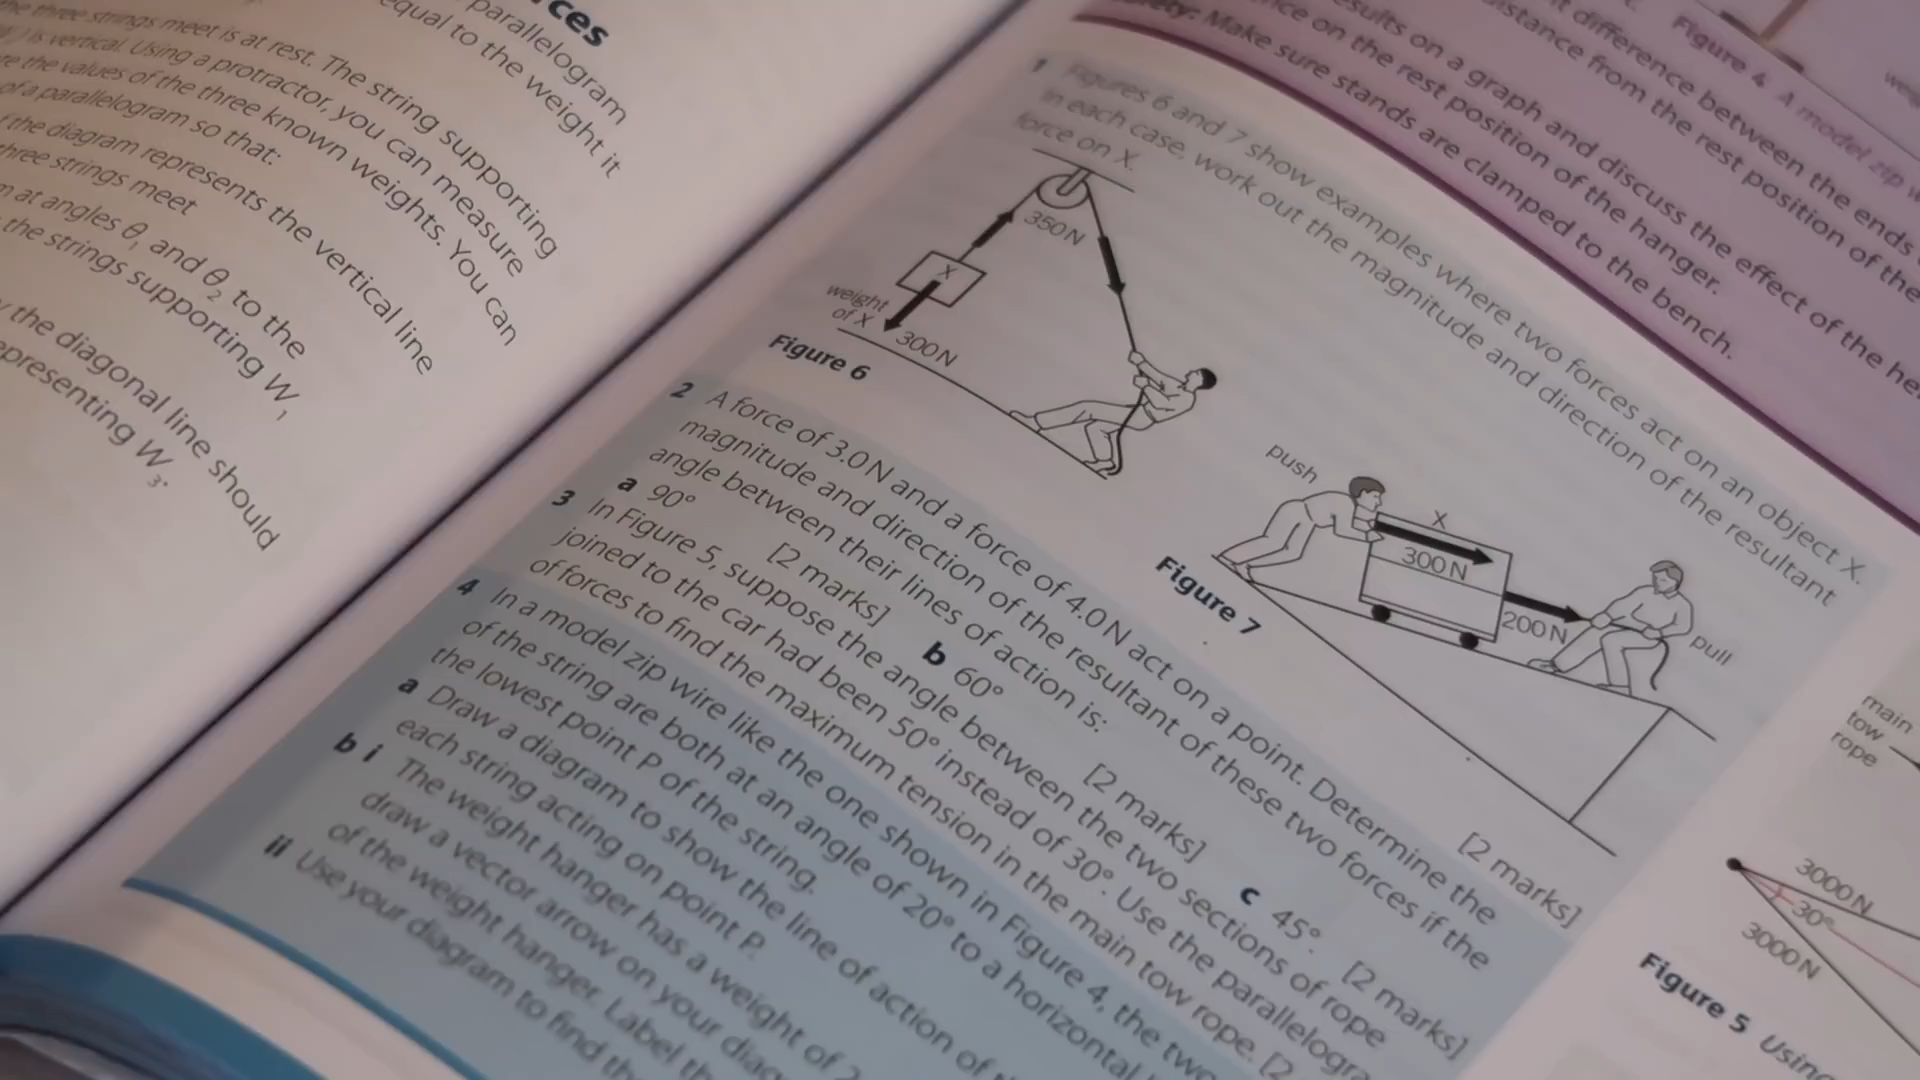 rces
parallelogram
equal to the weight it
the three strings meet is at rest. The string supporting
is vertical. Using a protractor, you can measure
the values of the three known weights. You can
of a parallelogram so that:
the diagram represents the vertical line
three strings meet
at angles θ₁ and θ₂ to the
the strings supporting W₁
the diagonal line should
representing W₃.
Figure 4 A model zip w
difference between the ends
distance from the rest position of the
results on a graph and discuss the effect of the
on the rest position of the hanger.
Make sure stands are clamped to the bench.
1 Figures 6 and 7 show examples where two forces act on an object X.
In each case, work out the magnitude and direction of the resultant
force on X.
350 N
X
weight
of X
300 N
Figure 6
push
X
300 N
200 N
pull
Figure 7
[2 marks]
2 A force of 3.0 N and a force of 4.0 N act on a point. Determine the
magnitude and direction of the resultant of these two forces if the
angle between their lines of action is:
a 90° [2 marks] b 60° [2 marks] c 45°. [2 marks]
3 In Figure 5, suppose the angle between the two sections of rope
joined to the car had been 50° instead of 30°. Use the parallelogra
of forces to find the maximum tension in the main tow rope. [2
4 In a model zip wire like the one shown in Figure 4, the two
of the string are both at an angle of 20° to a horizontal
the lowest point P of the string.
a Draw a diagram to show the line of action of
each string acting on point P.
b i The weight hanger has a weight of 2
draw a vector arrow on your diag
of the weight hanger. Label th
ii Use your diagram to find th
main
tow
rope
3000 N
30°
3000 N
Figure 5 Using